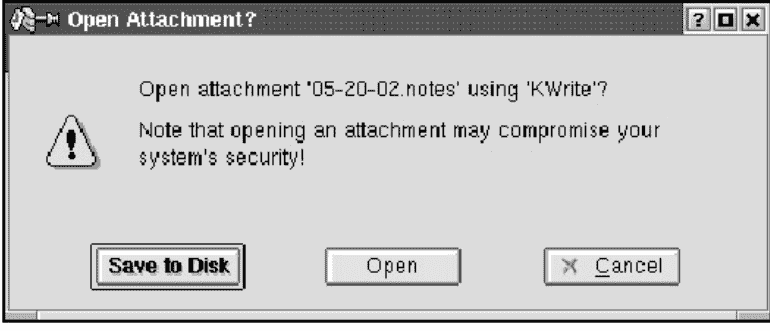 Open Attachment?
?
Open attachment '05-20-02.notes' using 'KWrite'?
Note that opening an attachment may compromise your
system's security!
Save to Disk
Open
Cancel